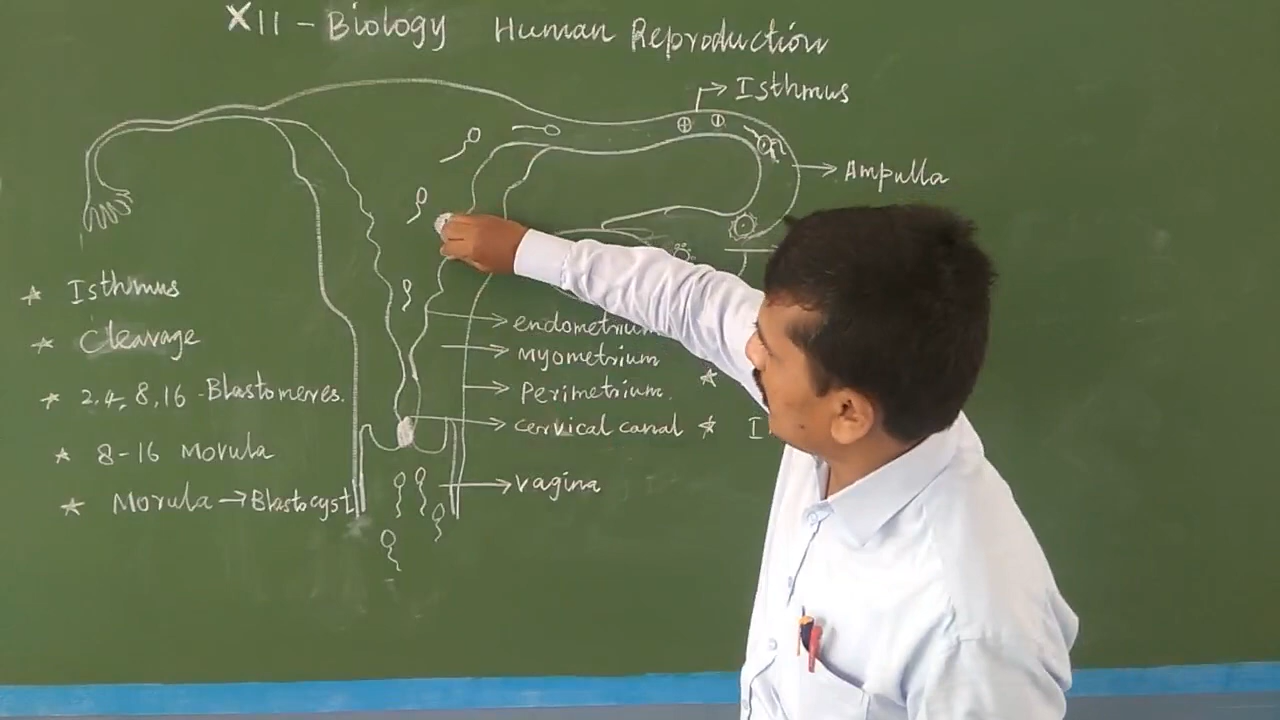 XII - Biology Human Reproduction
Isthmus
Ampulla
* Isthmus
* Cleavage
* 2,4,8,16 - Blastomeres.
* 8-16 Morula
* Morula → Blastocyst
endometrium
Myometrium
Perimetrium
cervical canal
vagina
*
* I